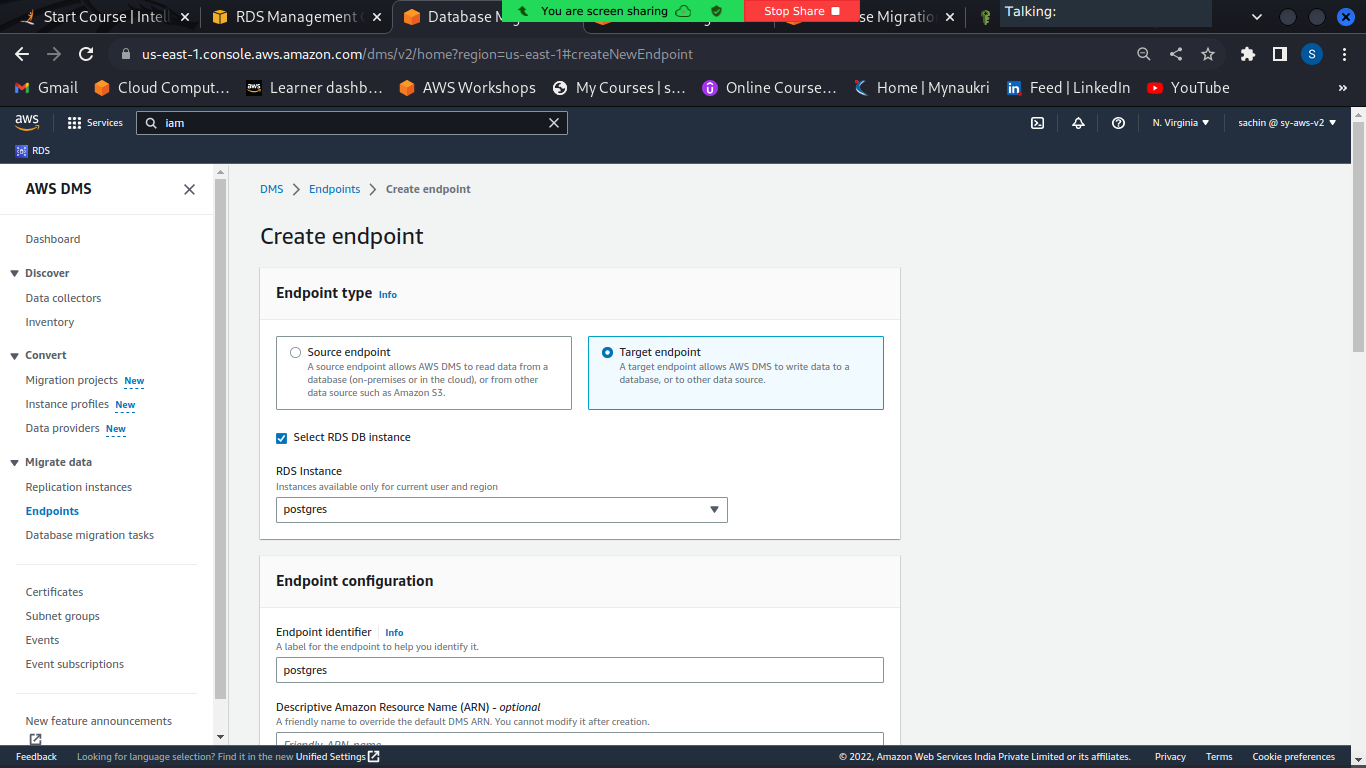 Start Course | Intell
RDS Management
Database
You are screen sharing
Stop Share
se Migratio
Talking:
us-east-1.console.aws.amazon.com/dms/v2/home?region=us-east-1#createNewEndpoint
S
Gmail
Cloud Comput...
Learner dashb...
AWS Workshops
My Courses | s...
Online Course...
Home | Mynaukri
Feed | LinkedIn
YouTube
»
aws
Services
iam
N. Virginia
sachin @ sy-aws-v2
RDS
AWS DMS
Dashboard
Discover
Data collectors
Inventory
Convert
Migration projects New
Instance profiles New
Data providers New
Migrate data
Replication instances
Endpoints
Database migration tasks
Certificates
Subnet groups
Events
Event subscriptions
New feature announcements
DMS
Endpoints
Create endpoint
Create endpoint
Endpoint type Info
Source endpoint
A source endpoint allows AWS DMS to read data from a
database (on-premises or in the cloud), or from other
data source such as Amazon S3.
Target endpoint
A target endpoint allows AWS DMS to write data to a
database, or to other data source.
Select RDS DB instance
RDS Instance
Instances available only for current user and region
postgres
Endpoint configuration
Endpoint identifier Info
A label for the endpoint to help you identify it.
postgres
Descriptive Amazon Resource Name (ARN) - optional
A friendly name to override the default DMS ARN. You cannot modify it after creation.
Friendly-ARN-name
Feedback
Looking for language selection? Find it in the new Unified Settings
© 2022, Amazon Web Services India Private Limited or its affiliates.
Privacy
Terms
Cookie preferences